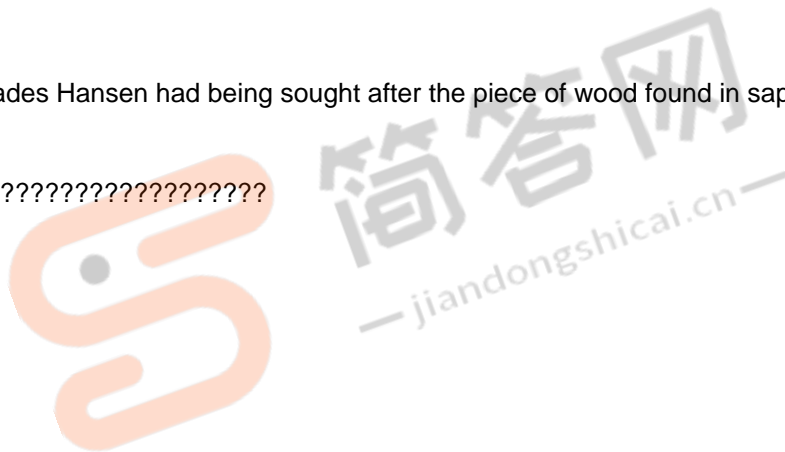 ades Hansen had being sought after the piece of wood found in sap
??????????????????
简答网
jiandongshicai.cn